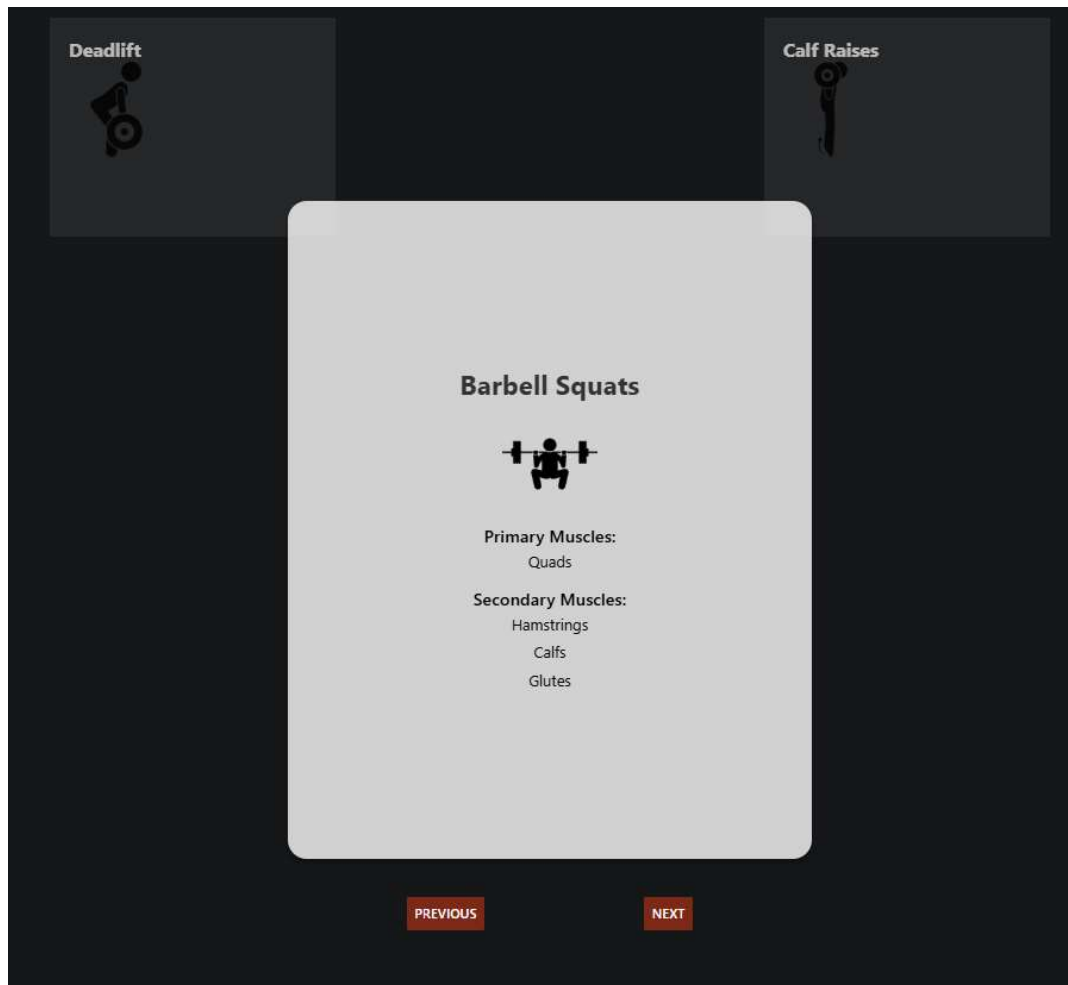 Deadlift
Calf Raises
Barbell Squats
Primary Muscles:
Quads
Secondary Muscles:
Hamstrings
Calfs
Glutes
PREVIOUS
NEXT